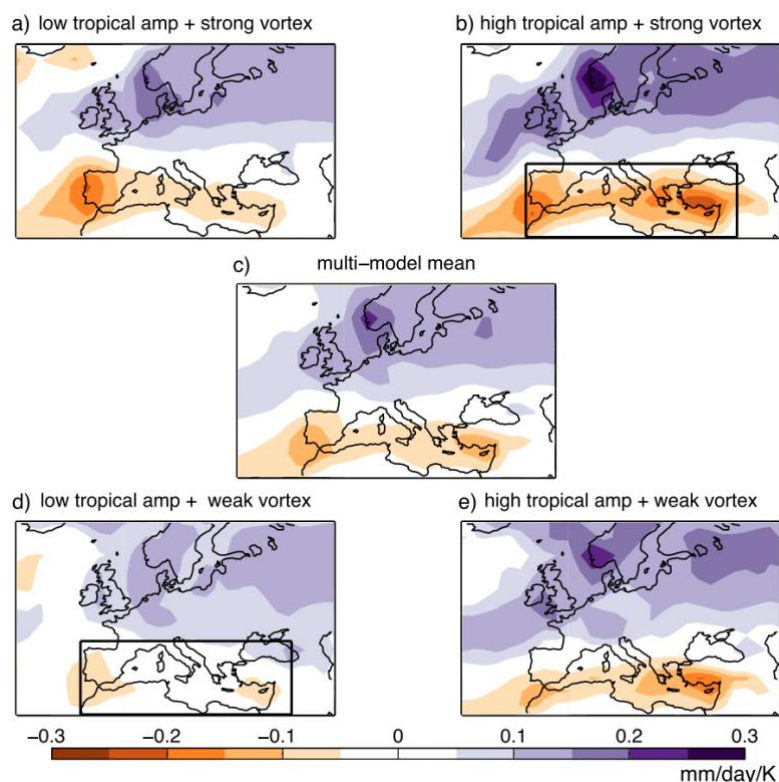 a) low tropical amp + strong vortex
b) high tropical amp + strong vortex
c) multi−model mean
d) low tropical amp + weak vortex
e) high tropical amp + weak vortex
−0.3 −0.2 −0.1 0 0.1 0.2 0.3
mm/day/K